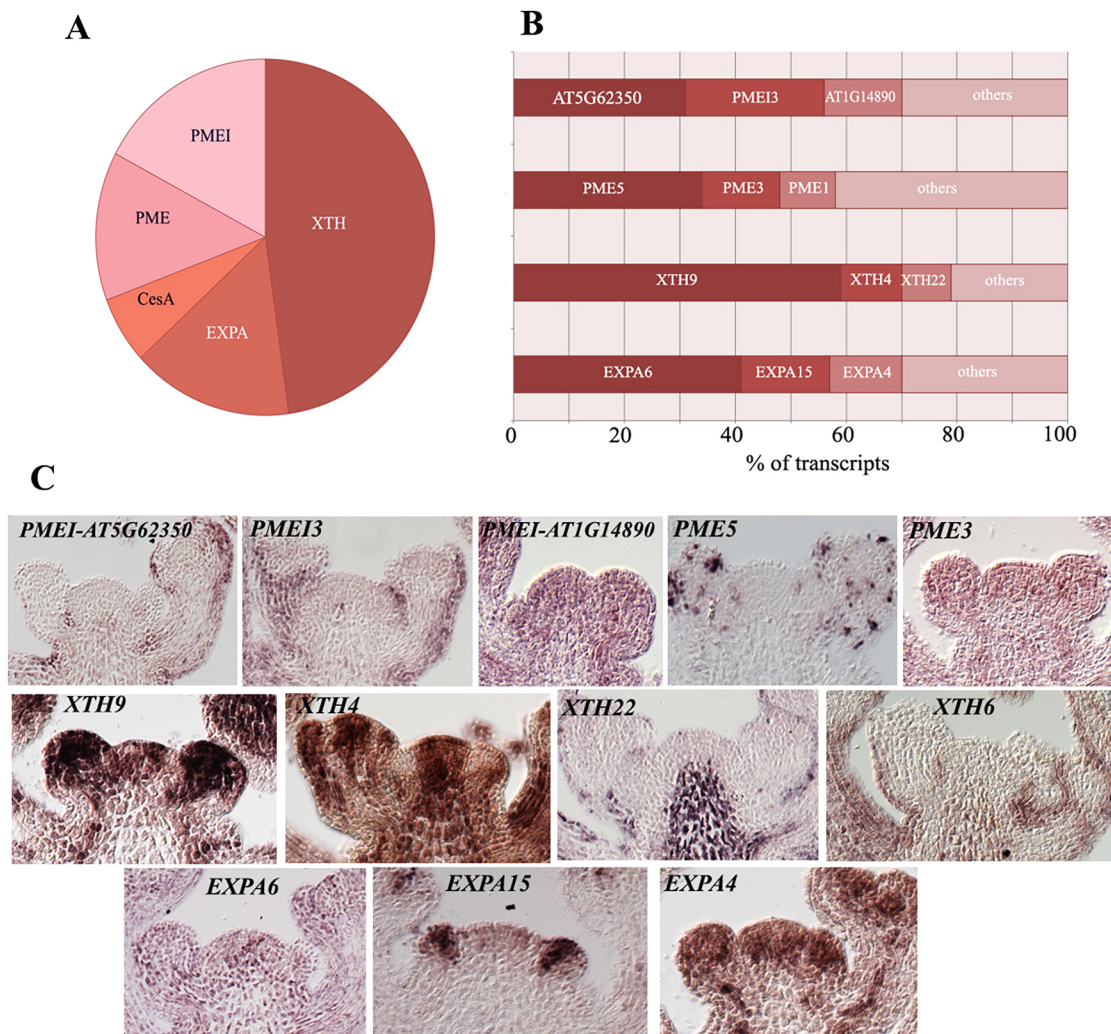 A
B
PMEI
PME
CesA
EXPA
XTH
AT5G62350 PMEI3 AT1G14890 others
PME5 PME3 PME1 others
XTH9 XTH4 XTH22 others
EXPA6 EXPA15 EXPA4 others
0 20 40 60 80 100
% of transcripts
C
PMEI-AT5G62350 PMEI3 PMEI-AT1G14890 PME5 PME3
XTH9 XTH4 XTH22 XTH6
EXPA6 EXPA15 EXPA4